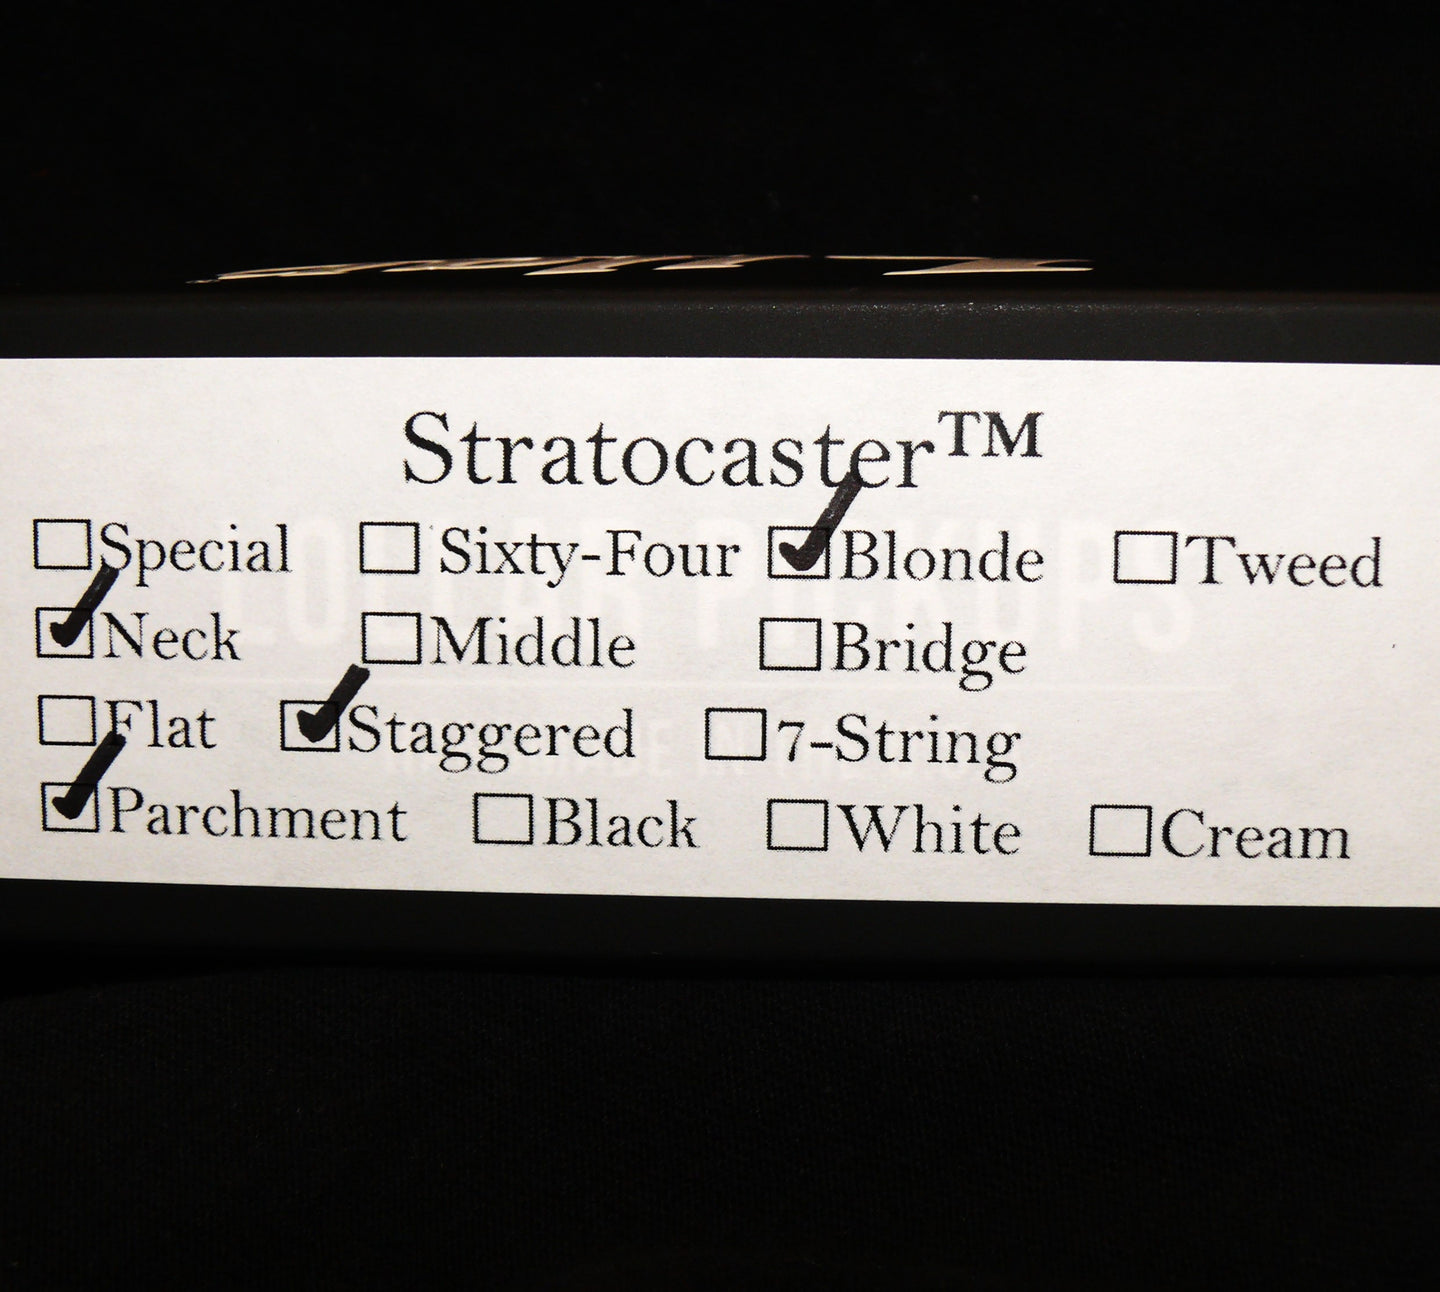 Stratocaster™
☐Special ☐ Sixty-Four ☑Blonde ☐Tweed
☑Neck ☐Middle ☐Bridge
☐Flat ☑Staggered ☐7-String
☑Parchment ☐Black ☐White ☐Cream